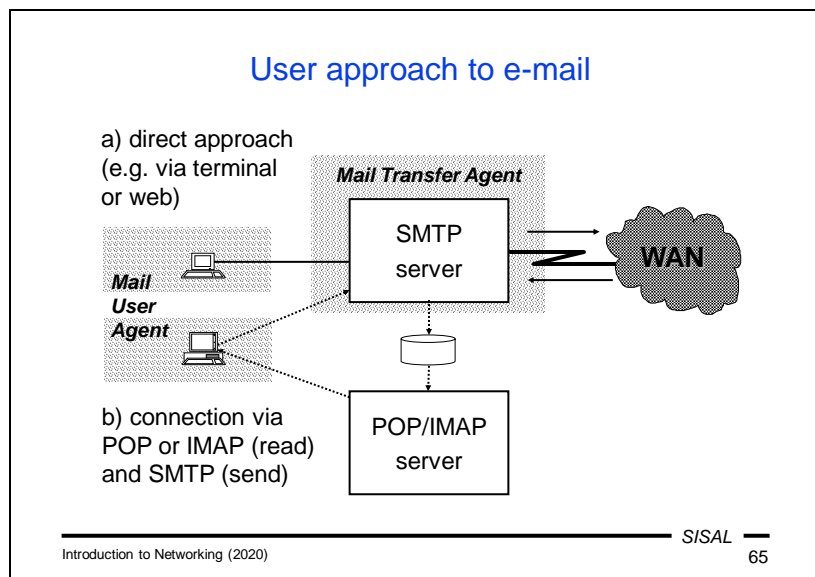 User approach to e-mail
a) direct approach
(e.g. via terminal
or web)
Mail Transfer Agent
SMTP
server
WAN
Mail
User
Agent
b) connection via
POP or IMAP (read)
and SMTP (send)
POP/IMAP
server
SISAL
Introduction to Networking (2020)
65